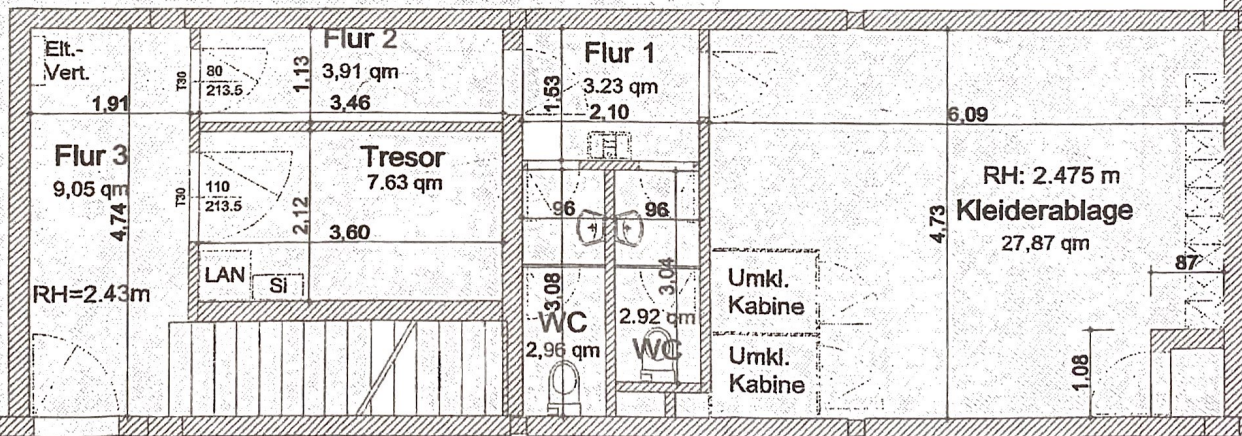 Elt.-
Vert.
1,91
Flur 3
9,05 qm
4,74
RH=2.43m
T30
80
213.5
1,13
Flur 2
3,91 qm
3,46
T30
110
213.5
2,12
Tresor
7.63 qm
3,60
LAN
Si
Flur 1
3.23 qm
2,10
1.53
96
96
3,08
WC
2,96 qm
3,04
2.92 qm
WC
6,09
RH: 2.475 m
Kleiderablage
27,87 qm
4,73
87
1,08
Umkl.
Kabine
Umkl.
Kabine